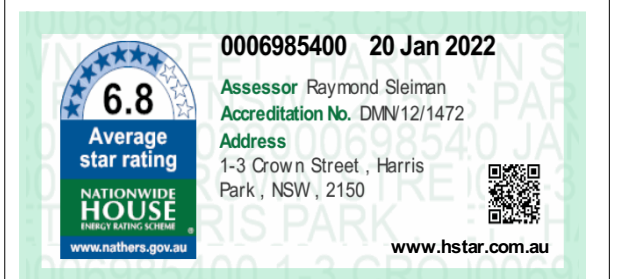 0006985400 20 Jan 2022
6.8
Average
star rating
NATIONWIDE
HOUSE
ENERGY RATING SCHEME ®
www.nathers.gov.au
Assessor Raymond Sleiman
Accreditation No. DMN/12/1472
Address
1-3 Crown Street , Harris
Park , NSW , 2150
www.hstar.com.au